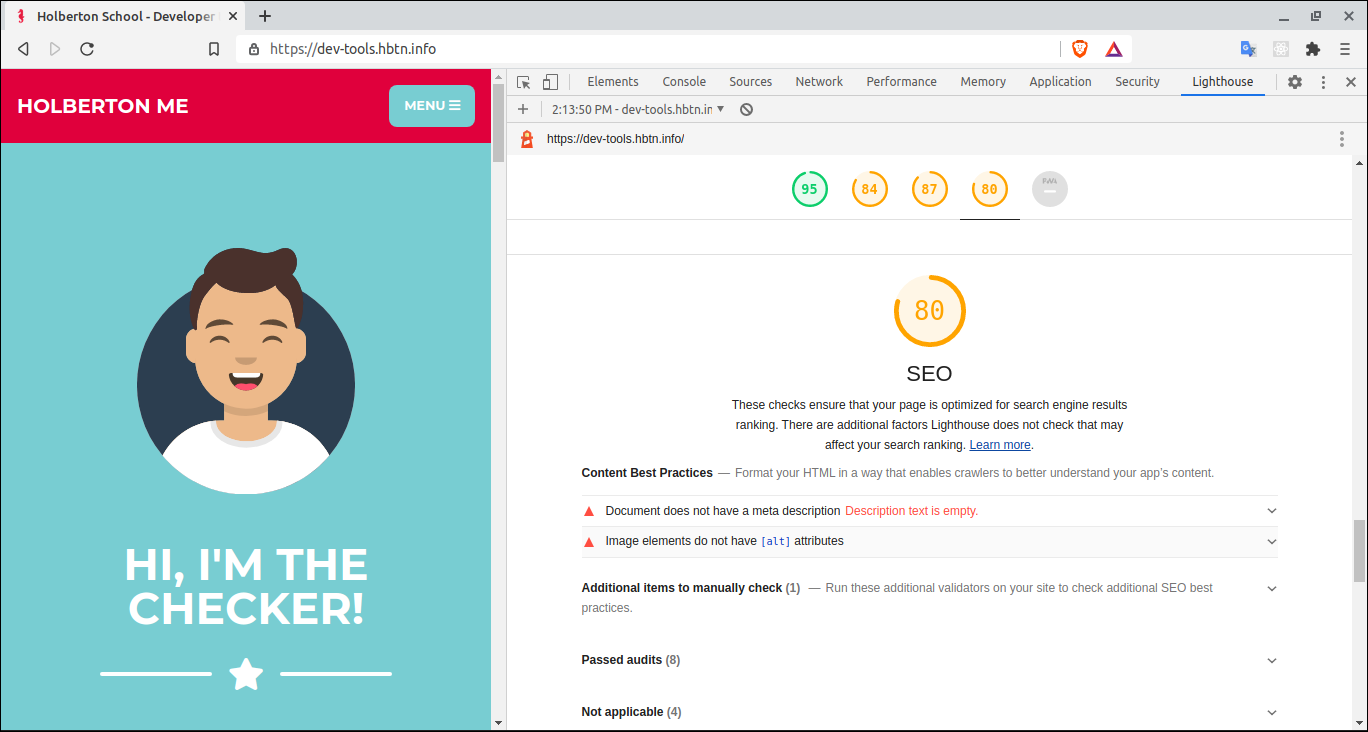 Holberton School - Developer
https://dev-tools.hbtn.info
HOLBERTON ME
MENU
HI, I'M THE
CHECKER!
Elements Console Sources Network Performance Memory Application Security Lighthouse
2:13:50 PM - dev-tools.hbtn.in
https://dev-tools.hbtn.info/
95 84 87 80 PWA
80
SEO
These checks ensure that your page is optimized for search engine results
ranking. There are additional factors Lighthouse does not check that may
affect your search ranking. Learn more.
Content Best Practices — Format your HTML in a way that enables crawlers to better understand your app's content.
Document does not have a meta description Description text is empty.
Image elements do not have [alt] attributes
Additional items to manually check (1) — Run these additional validators on your site to check additional SEO best
practices.
Passed audits (8)
Not applicable (4)